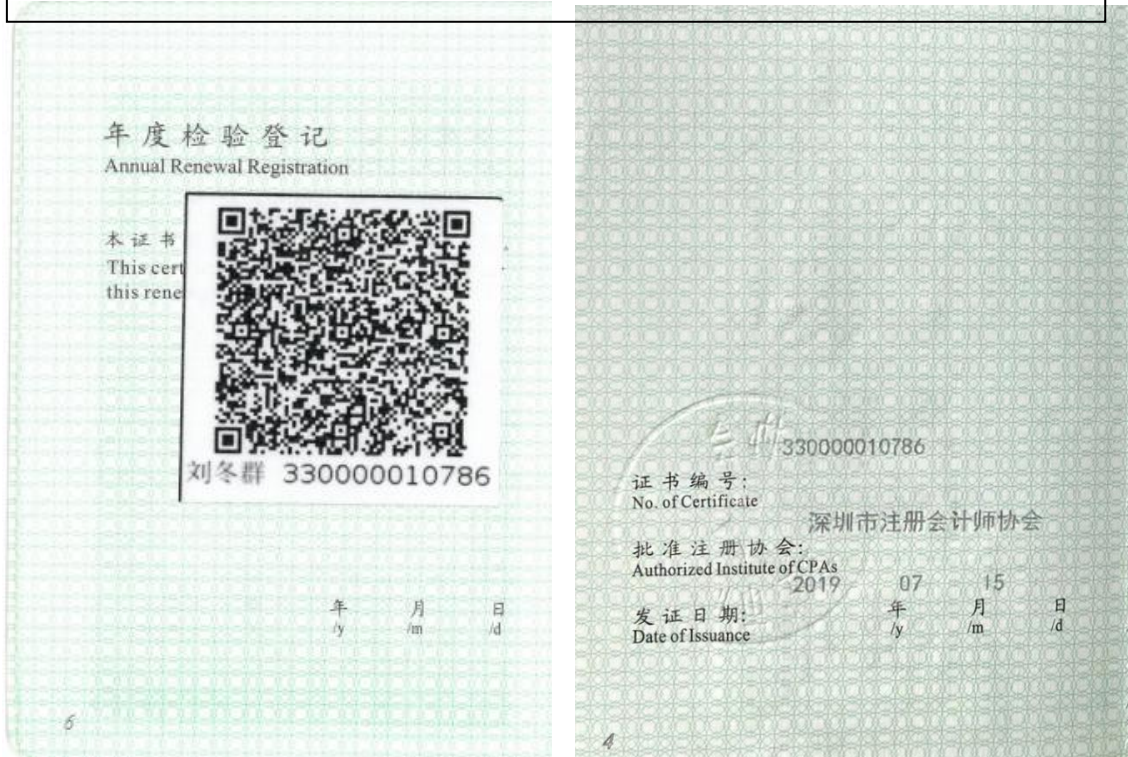 年度检验登记
Annual Renewal Registration
本证书
This cert
this rene
刘冬群 330000010786
年 月 日
/y /m /d
6
330000010786
证书编号:
No. of Certificate
深圳市注册会计师协会
批准注册协会:
Authorized Institute of CPAs
2019 07 15
发证日期: 年 月 日
Date of Issuance /y /m /d
4